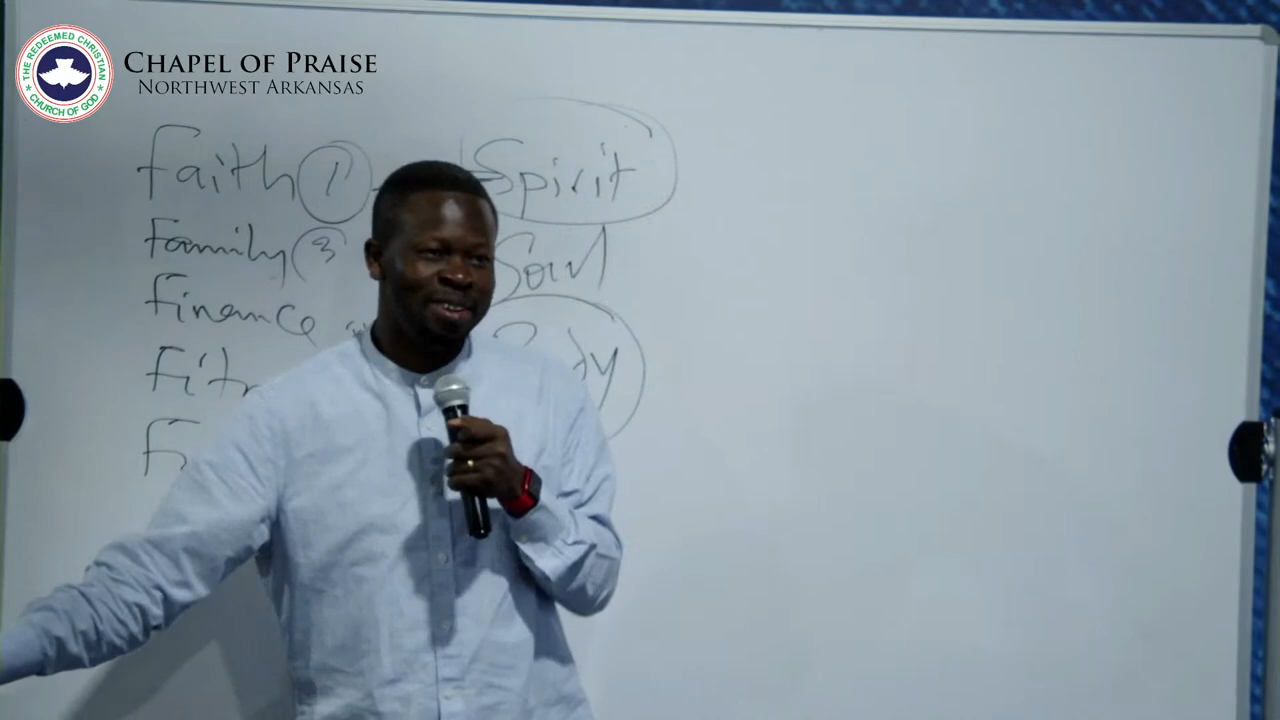 THE REDEEMED CHRISTIAN
CHURCH OF GOD
CHAPEL OF PRAISE
NORTHWEST ARKANSAS
Faith 1 Spirit
Family 3 Soul
Finance